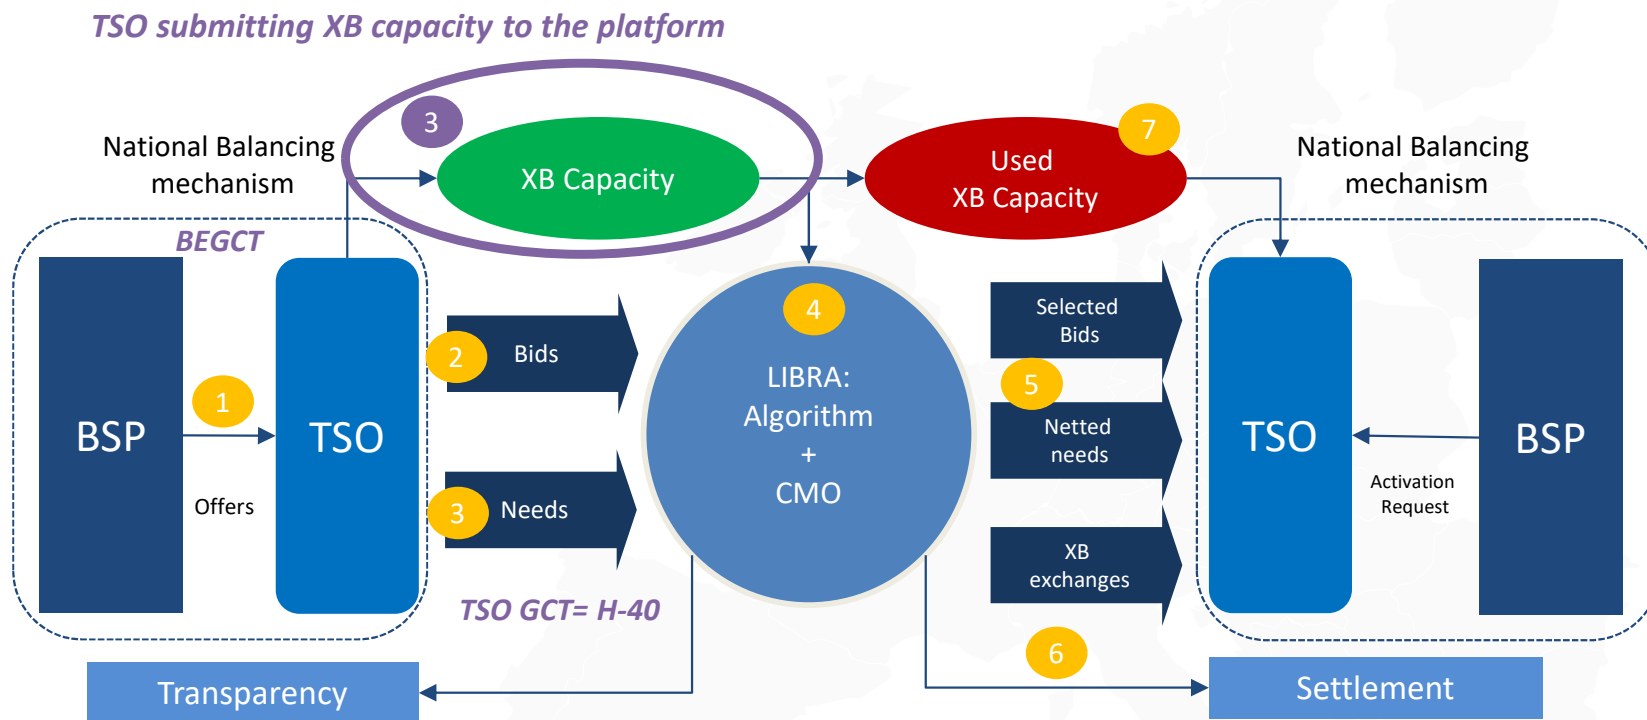 TSO submitting XB capacity to the platform
3
7
National Balancing
mechanism
XB Capacity
Used
XB Capacity
National Balancing
mechanism
BEGCT
BSP
1
Offers
TSO
2
Bids
3
Needs
TSO GCT= H-40
4
LIBRA:
Algorithm
+
CMO
Selected
Bids
5
Netted
needs
XB
exchanges
6
TSO
Activation
Request
BSP
Transparency
Settlement